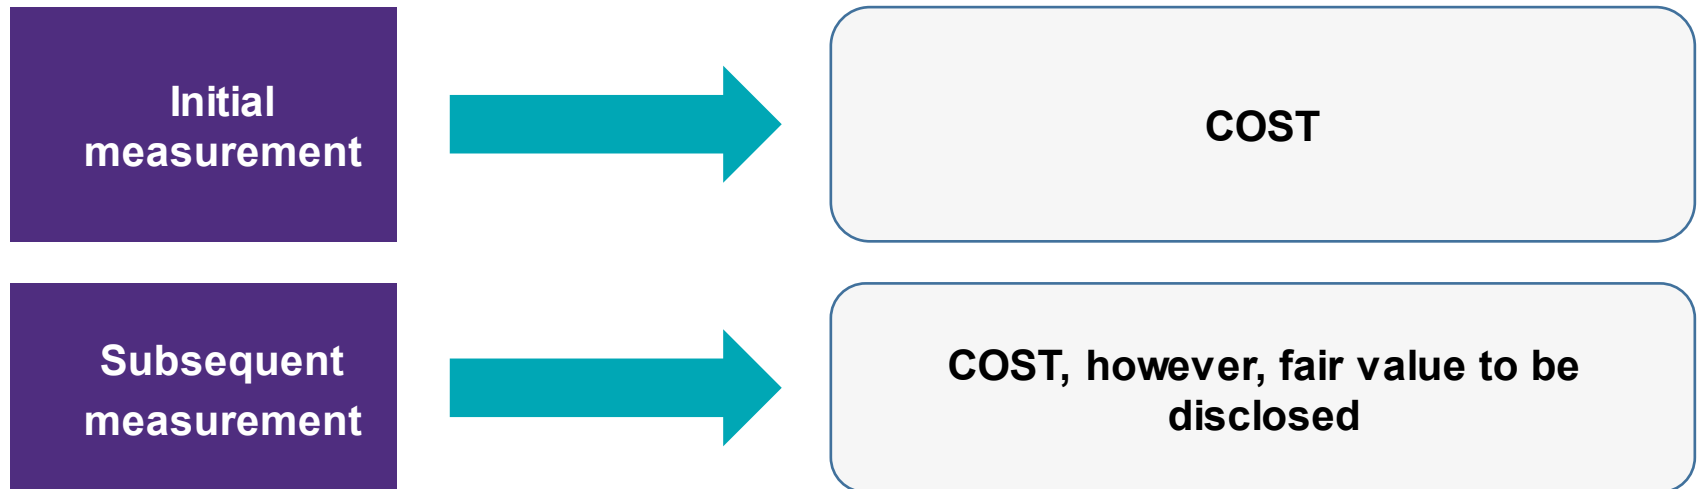 Initial
measurement
COST
Subsequent
measurement
COST, however, fair value to be
disclosed